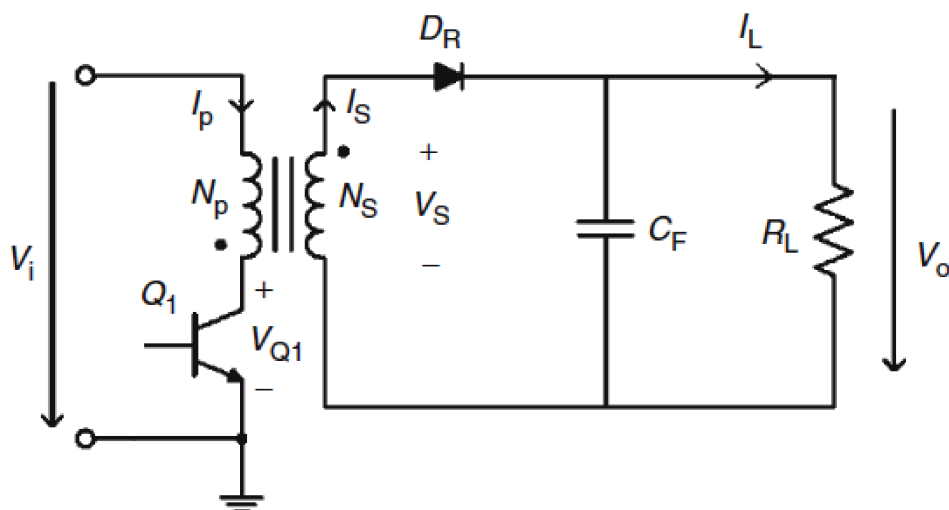 D_R
I_L
I_p
I_S
+
N_p
N_S
V_S
C_F
R_L
V_i
V_o
−
Q_1
+
V_Q1
−